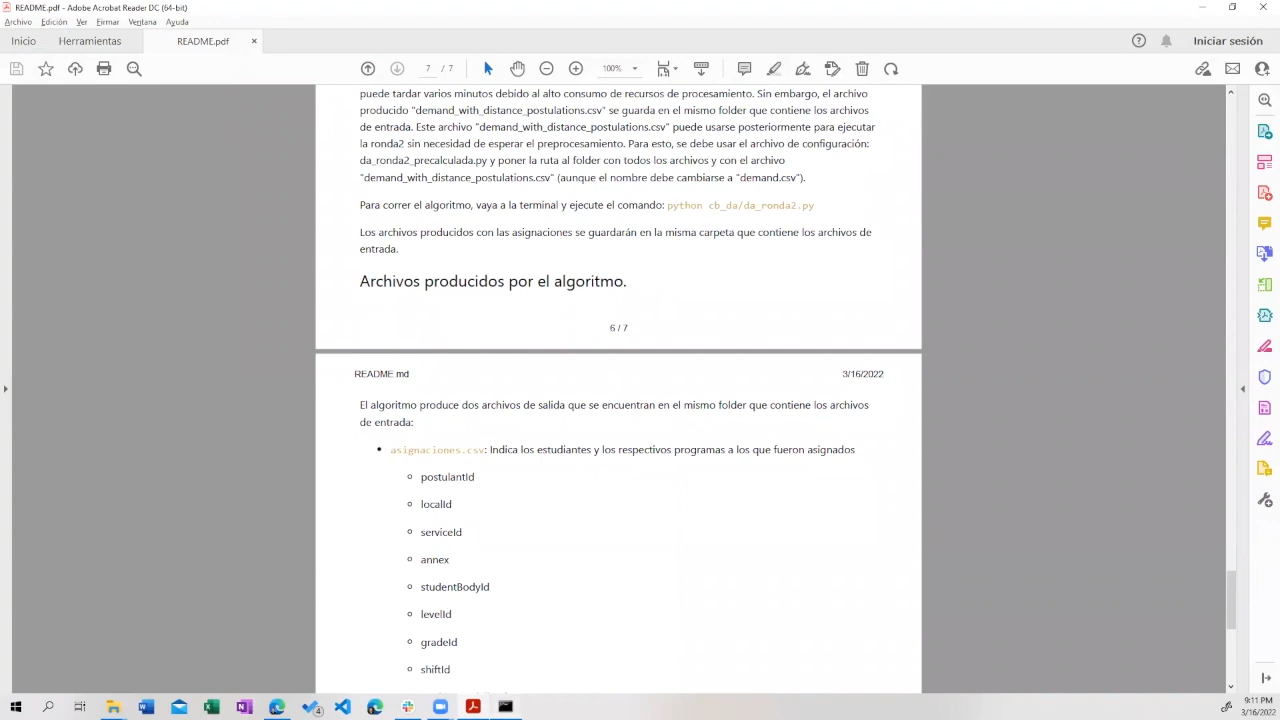 README.pdf - Adobe Acrobat Reader DC (64-bit)
Archivo Edición Ver Firmar Ventana Ayuda
Inicio Herramientas README.pdf × Iniciar sesión
7 / 7 100%
puede tardar varios minutos debido al alto consumo de recursos de procesamiento. Sin embargo, el archivo
producido "demand_with_distance_postulations.csv" se guarda en el mismo folder que contiene los archivos
de entrada. Este archivo "demand_with_distance_postulations.csv" puede usarse posteriormente para ejecutar
la ronda2 sin necesidad de esperar el preprocesamiento. Para esto, se debe usar el archivo de configuración:
da_ronda2_precalculada.py y poner la ruta al folder con todos los archivos y con el archivo
"demand_with_distance_postulations.csv" (aunque el nombre debe cambiarse a "demand.csv").
Para correr el algoritmo, vaya a la terminal y ejecute el comando: python cb_da/da_ronda2.py
Los archivos producidos con las asignaciones se guardarán en la misma carpeta que contiene los archivos de
entrada.
Archivos producidos por el algoritmo.
6 / 7
README.md 3/16/2022
El algoritmo produce dos archivos de salida que se encuentran en el mismo folder que contiene los archivos
de entrada:
asignaciones.csv: Indica los estudiantes y los respectivos programas a los que fueron asignados
postulantId
localId
serviceId
annex
studentBodyId
levelId
gradeId
shiftId
9:11 PM
3/16/2022